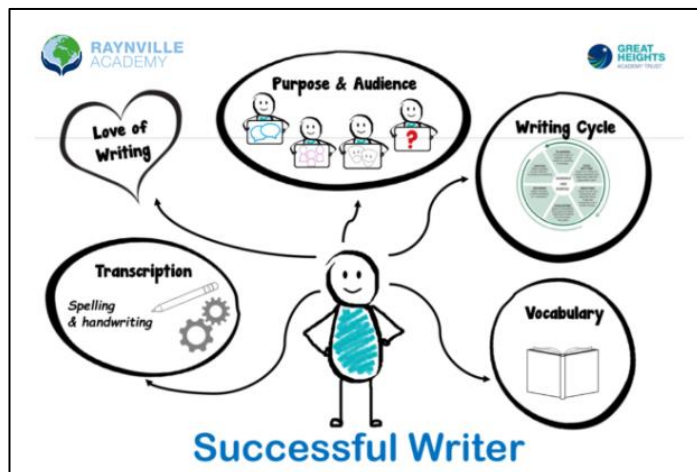 RAYNVILLE
ACADEMY
GREAT
HEIGHTS
ACADEMY TRUST
Purpose & Audience
?
Love of
Writing
Writing Cycle
Transcription
Spelling
& handwriting
Vocabulary
Successful Writer